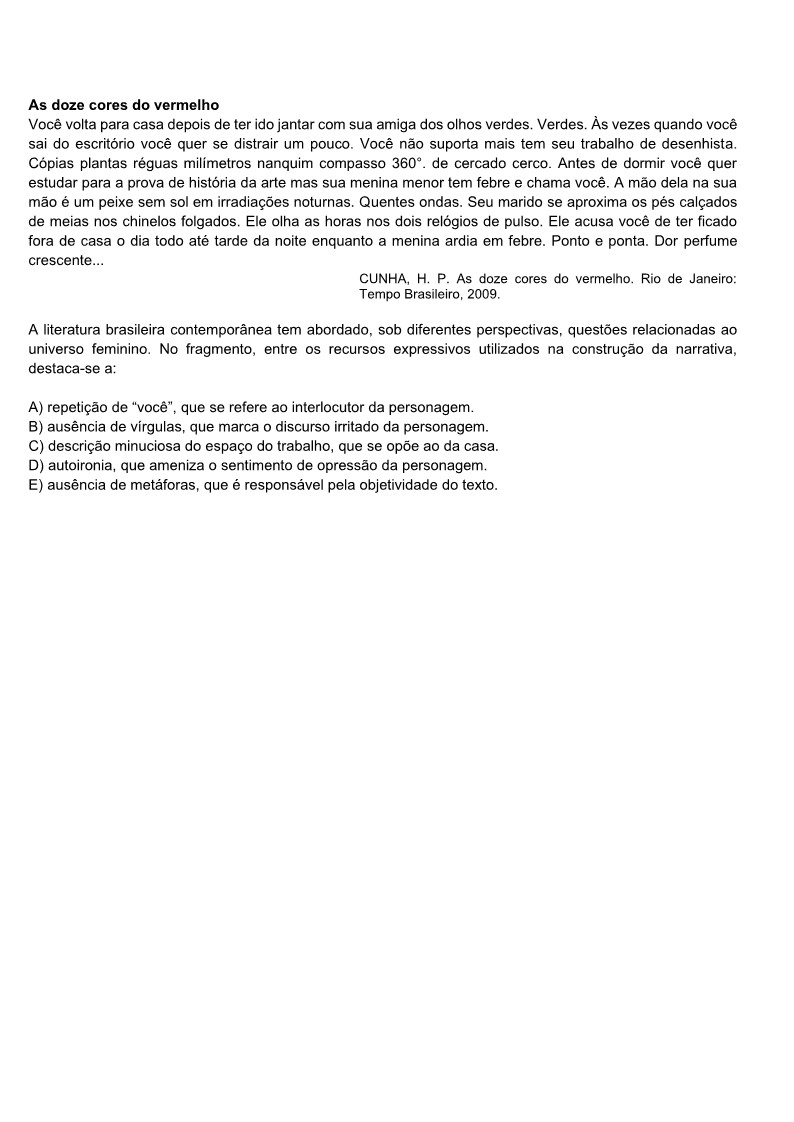 As doze cores do vermelho
Você volta para casa depois de ter ido jantar com sua amiga dos olhos verdes. Verdes. Às vezes quando você
sai do escritório você quer se distrair um pouco. Você não suporta mais tem seu trabalho de desenhista.
Cópias plantas réguas milímetros nanquim compasso 360°. de cercado cerco. Antes de dormir você quer
estudar para a prova de história da arte mas sua menina menor tem febre e chama você. A mão dela na sua
mão é um peixe sem sol em irradiações noturnas. Quentes ondas. Seu marido se aproxima os pés calçados
de meias nos chinelos folgados. Ele olha as horas nos dois relógios de pulso. Ele acusa você de ter ficado
fora de casa o dia todo até tarde da noite enquanto a menina ardia em febre. Ponto e ponta. Dor perfume
crescente...
CUNHA, H. P. As doze cores do vermelho. Rio de Janeiro:
Tempo Brasileiro, 2009.
A literatura brasileira contemporânea tem abordado, sob diferentes perspectivas, questões relacionadas ao
universo feminino. No fragmento, entre os recursos expressivos utilizados na construção da narrativa,
destaca-se a:
A) repetição de “você”, que se refere ao interlocutor da personagem.
B) ausência de vírgulas, que marca o discurso irritado da personagem.
C) descrição minuciosa do espaço do trabalho, que se opõe ao da casa.
D) autoironia, que ameniza o sentimento de opressão da personagem.
E) ausência de metáforas, que é responsável pela objetividade do texto.